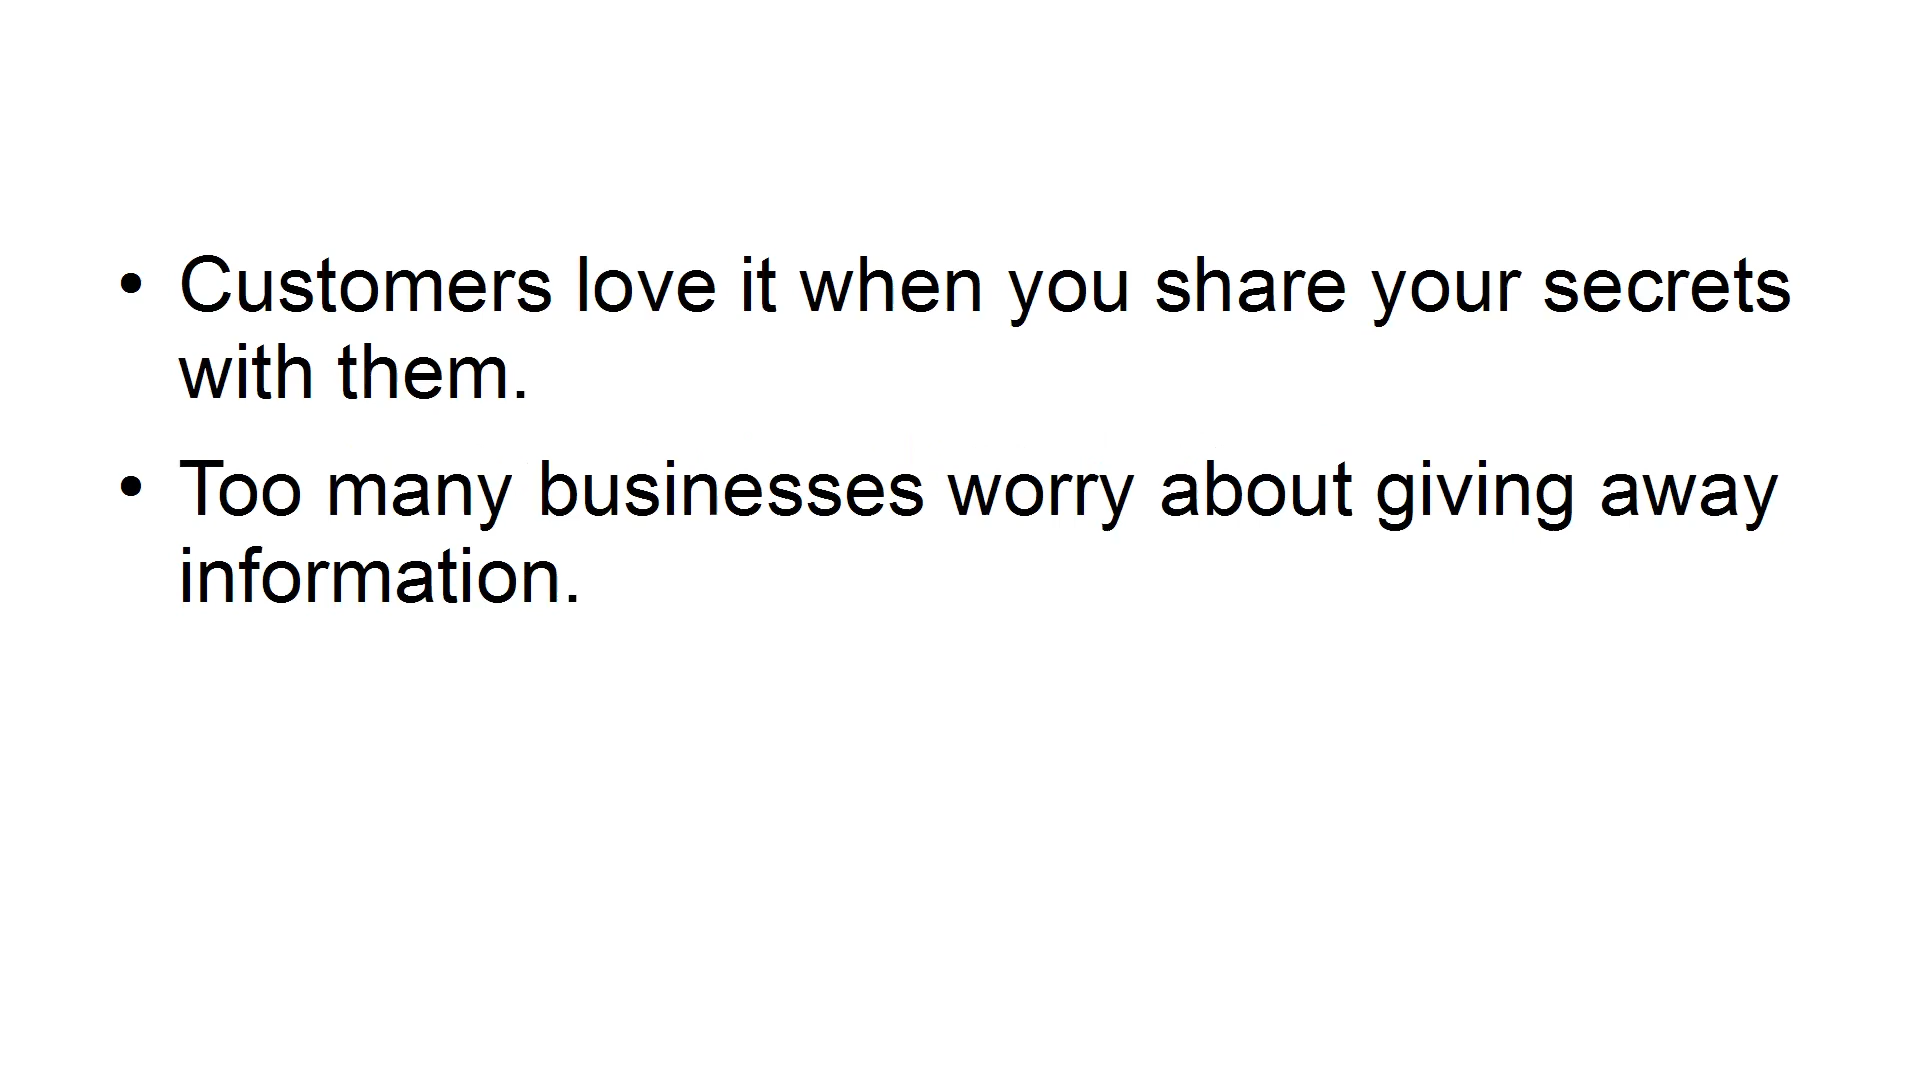 • Customers love it when you share your secrets
with them.
• Too many businesses worry about giving away
information.